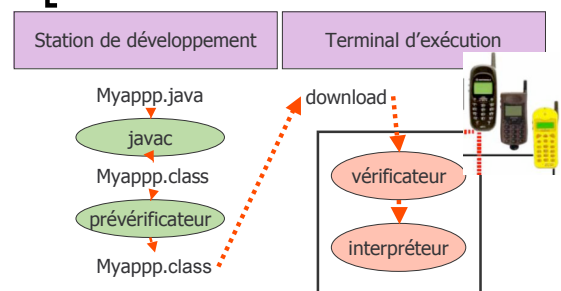 Station de développement
Terminal d'exécution
Myappp.java
javac
Myappp.class
prévérificateur
Myappp.class
download
vérificateur
interpréteur